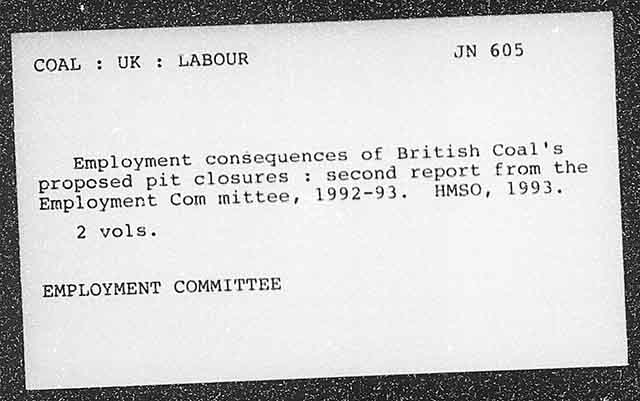 COAL : UK : LABOUR JN 605
Employment consequences of British Coal's
proposed pit closures : second report from the
Employment Com mittee, 1992-93. HMSO, 1993.
2 vols.
EMPLOYMENT COMMITTEE